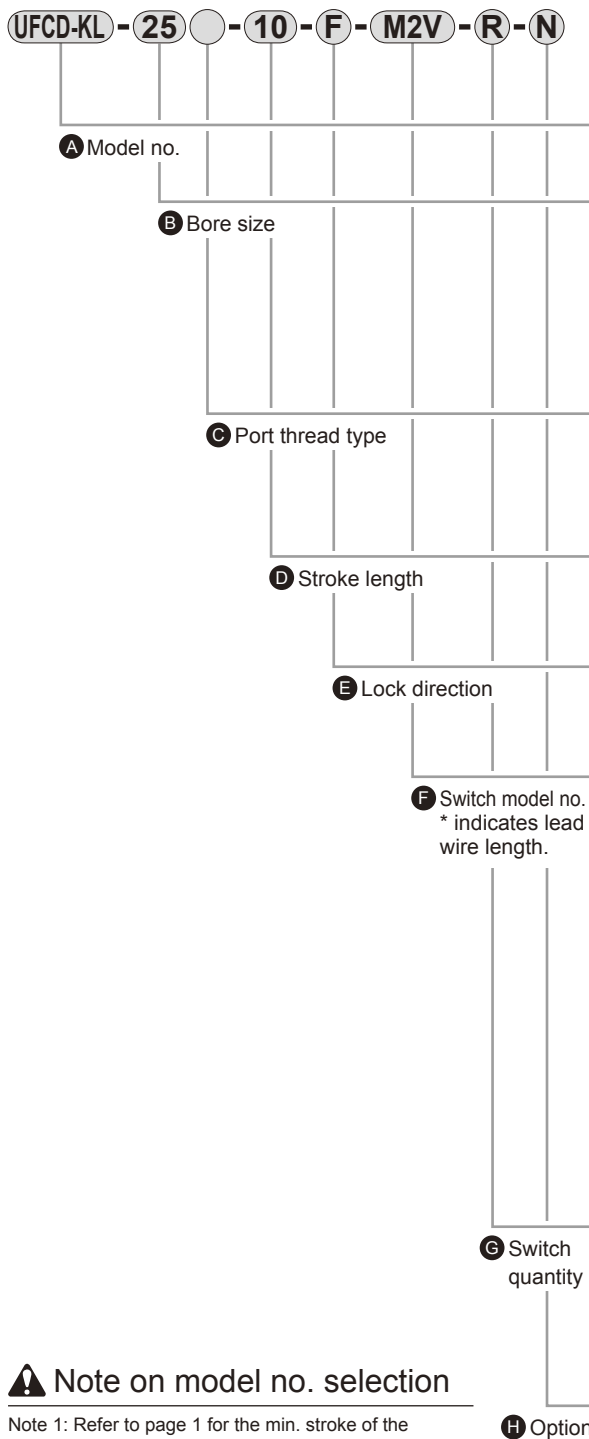 UFCD-KL - 25 - 10 - F - M2V - R - N
A Model no.
B Bore size
C Port thread type
D Stroke length
E Lock direction
F Switch model no.
* indicates lead
wire length.
G Switch
quantity
Note on model no. selection
Note 1: Refer to page 1 for the min. stroke of the
H Option